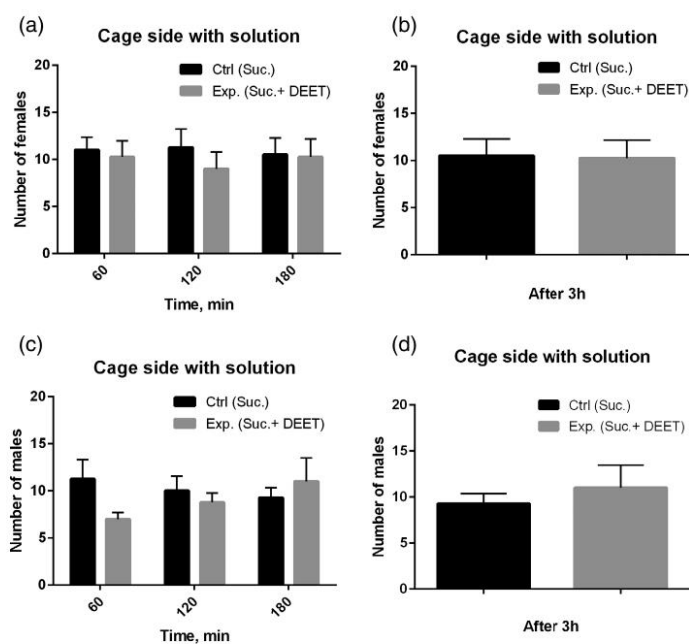 (a)
Cage side with solution
Ctrl (Suc.)
Exp. (Suc.+ DEET)
Number of females
20
15
10
5
0
60
120
180
Time, min
(b)
Cage side with solution
Ctrl (Suc.)
Exp. (Suc.+ DEET)
Number of females
20
15
10
5
0
After 3h
(c)
Cage side with solution
Ctrl (Suc.)
Exp. (Suc.+ DEET)
Number of males
20
15
10
5
0
60
120
180
Time, min
(d)
Cage side with solution
Ctrl (Suc.)
Exp. (Suc.+ DEET)
Number of males
20
15
10
5
0
After 3h